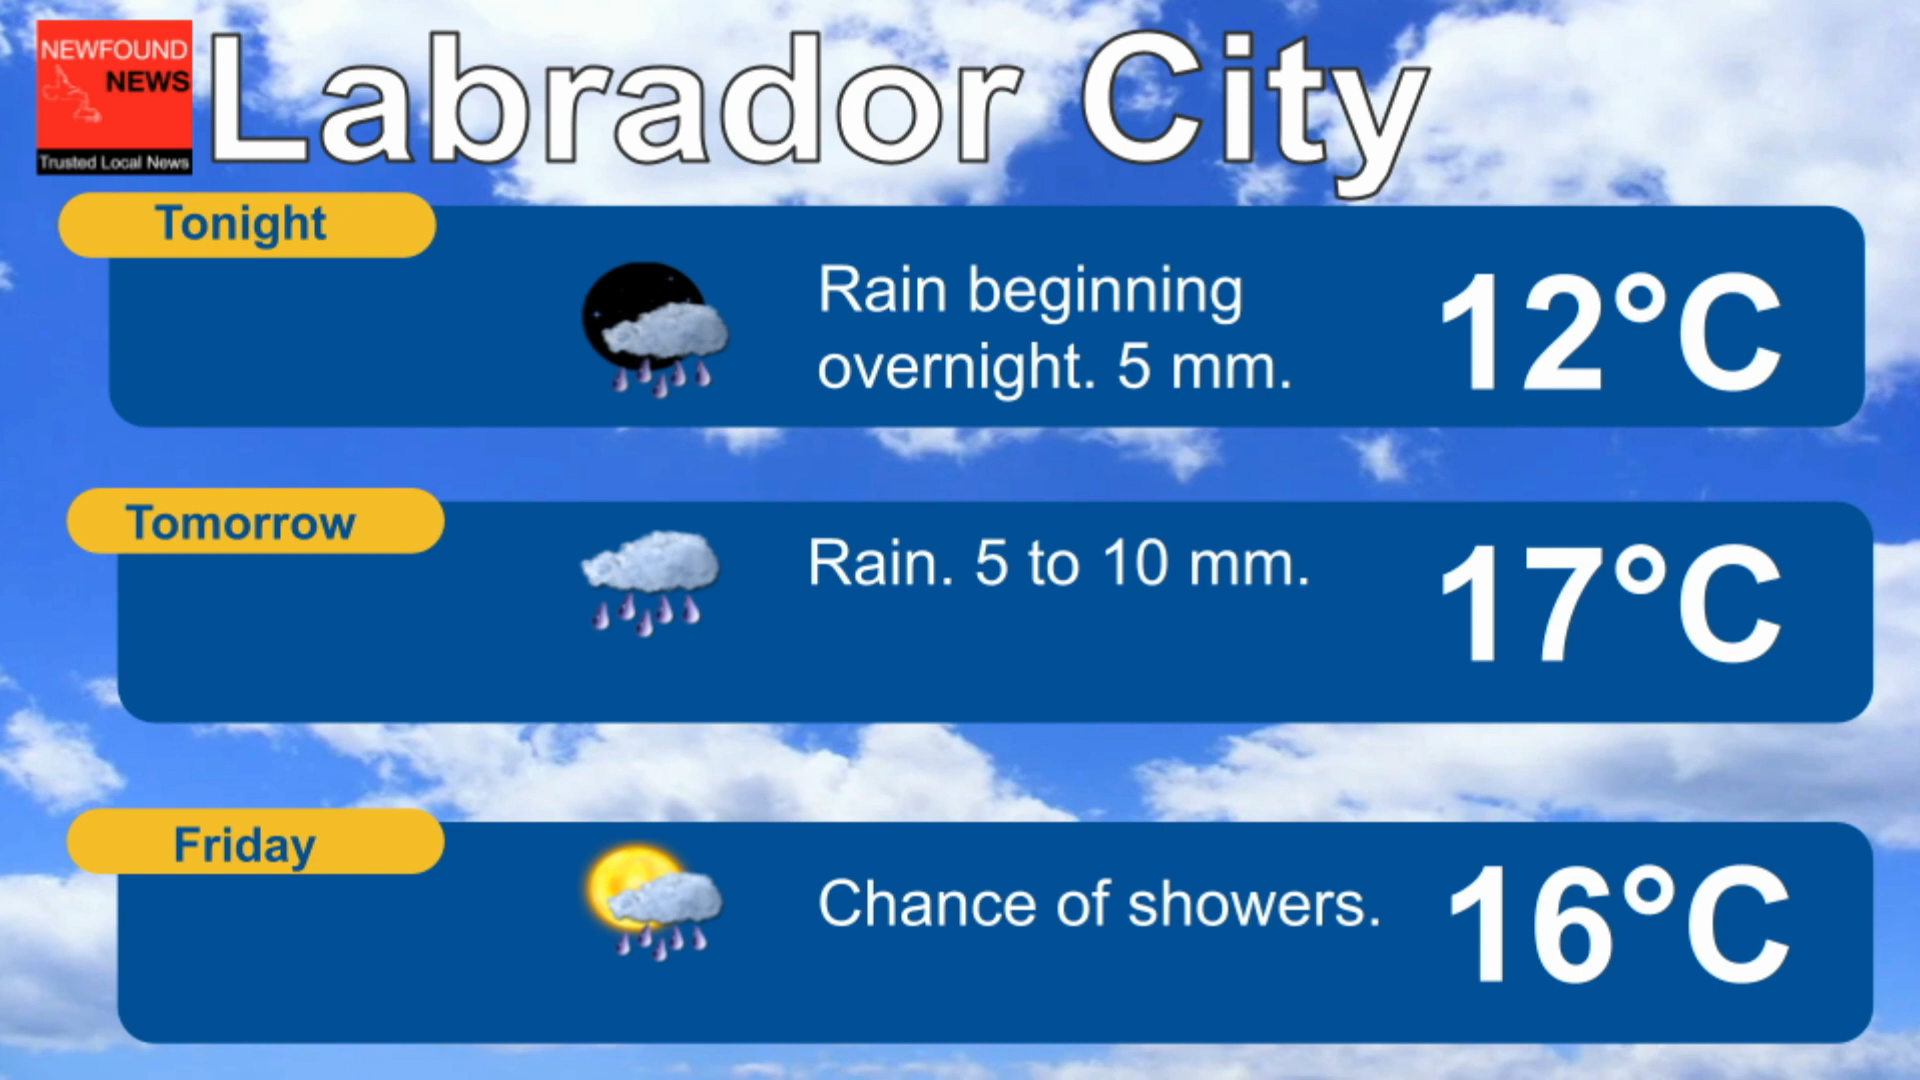 NEWFOUND
NEWS
Trusted Local News
Labrador City
Tonight
Rain beginning
overnight. 5 mm.
12°C
Tomorrow
Rain. 5 to 10 mm.
17°C
Friday
Chance of showers.
16°C